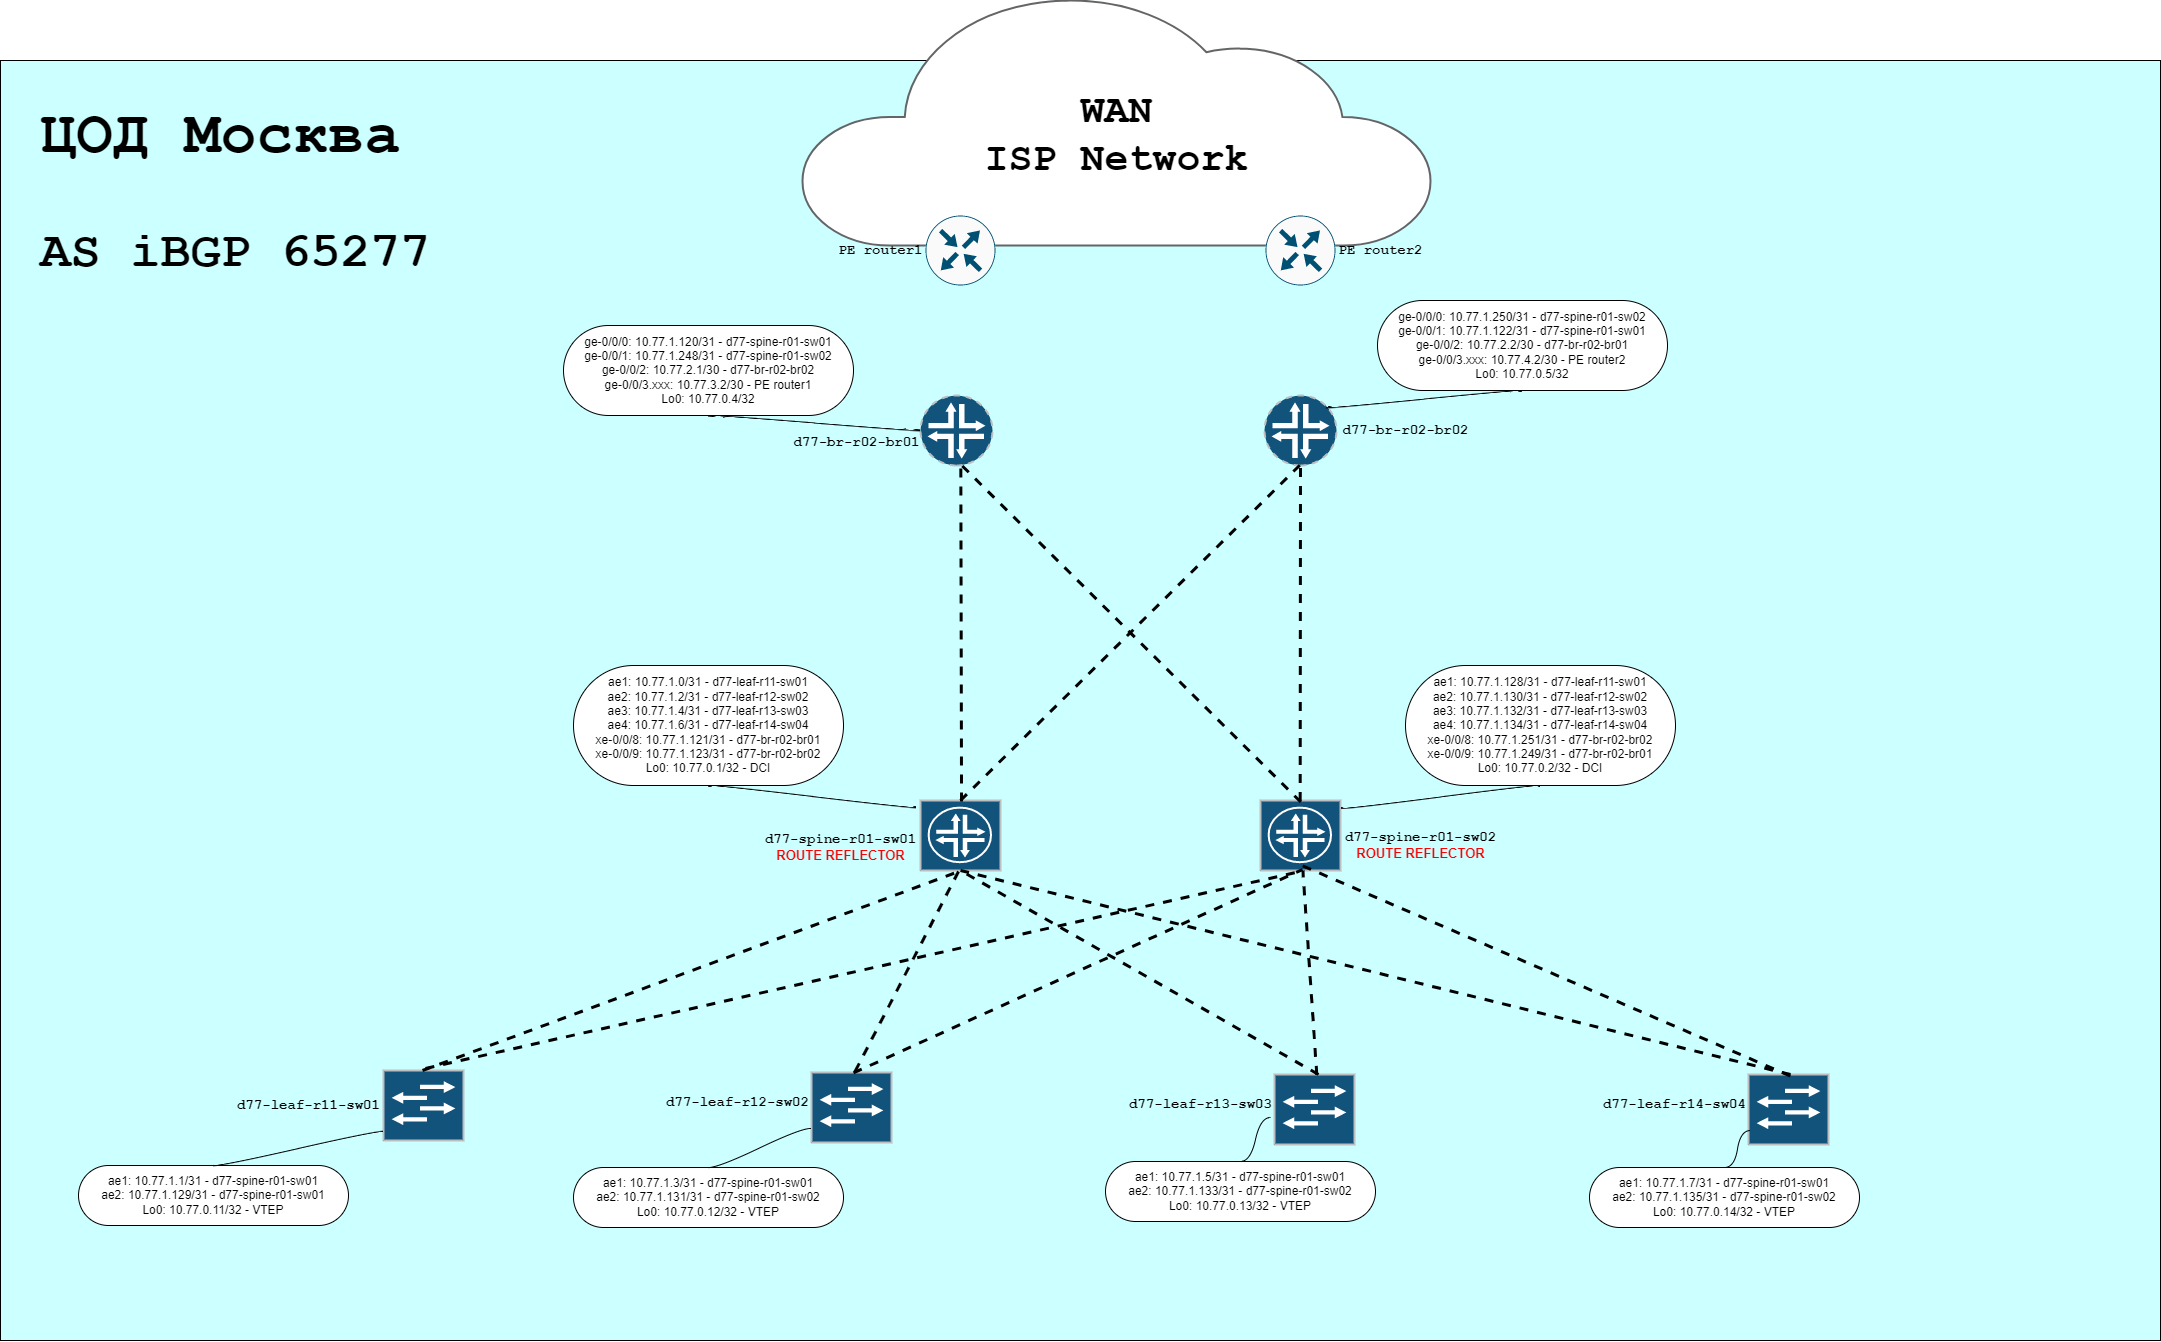 WAN
ISP Network
ЦОД Москва
AS iBGP 65277
PE router1
PE router2
ge-0/0/0: 10.77.1.120/31 - d77-spine-r01-sw01
ge-0/0/1: 10.77.1.248/31 - d77-spine-r01-sw02
ge-0/0/2: 10.77.2.1/30 - d77-br-r02-br02
ge-0/0/3.xxx: 10.77.3.2/30 - PE router1
Lo0: 10.77.0.4/32
ge-0/0/0: 10.77.1.250/31 - d77-spine-r01-sw02
ge-0/0/1: 10.77.1.122/31 - d77-spine-r01-sw01
ge-0/0/2: 10.77.2.2/30 - d77-br-r02-br01
ge-0/0/3.xxx: 10.77.4.2/30 - PE router2
Lo0: 10.77.0.5/32
d77-br-r02-br01
d77-br-r02-br02
ae1: 10.77.1.0/31 - d77-leaf-r11-sw01
ae2: 10.77.1.2/31 - d77-leaf-r12-sw02
ae3: 10.77.1.4/31 - d77-leaf-r13-sw03
ae4: 10.77.1.6/31 - d77-leaf-r14-sw04
xe-0/0/8: 10.77.1.121/31 - d77-br-r02-br01
xe-0/0/9: 10.77.1.123/31 - d77-br-r02-br02
Lo0: 10.77.0.1/32 - DCI
ae1: 10.77.1.128/31 - d77-leaf-r11-sw01
ae2: 10.77.1.130/31 - d77-leaf-r12-sw02
ae3: 10.77.1.132/31 - d77-leaf-r13-sw03
ae4: 10.77.1.134/31 - d77-leaf-r14-sw04
xe-0/0/8: 10.77.1.251/31 - d77-br-r02-br02
xe-0/0/9: 10.77.1.249/31 - d77-br-r02-br01
Lo0: 10.77.0.2/32 - DCI
d77-spine-r01-sw01
ROUTE REFLECTOR
d77-spine-r01-sw02
ROUTE REFLECTOR
d77-leaf-r11-sw01
d77-leaf-r12-sw02
d77-leaf-r13-sw03
d77-leaf-r14-sw04
ae1: 10.77.1.1/31 - d77-spine-r01-sw01
ae2: 10.77.1.129/31 - d77-spine-r01-sw01
Lo0: 10.77.0.11/32 - VTEP
ae1: 10.77.1.3/31 - d77-spine-r01-sw01
ae2: 10.77.1.131/31 - d77-spine-r01-sw02
Lo0: 10.77.0.12/32 - VTEP
ae1: 10.77.1.5/31 - d77-spine-r01-sw01
ae2: 10.77.1.133/31 - d77-spine-r01-sw02
Lo0: 10.77.0.13/32 - VTEP
ae1: 10.77.1.7/31 - d77-spine-r01-sw01
ae2: 10.77.1.135/31 - d77-spine-r01-sw02
Lo0: 10.77.0.14/32 - VTEP